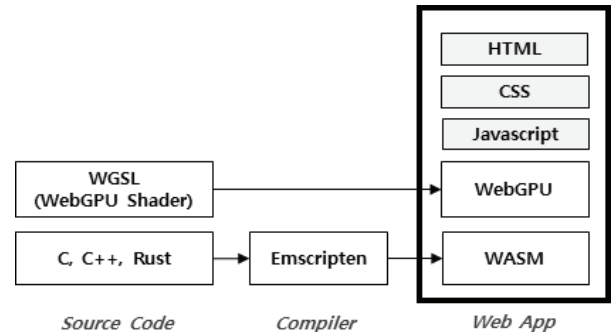 HTML
CSS
Javascript
WGSL
(WebGPU Shader)
WebGPU
C, C++, Rust
Emscripten
WASM
Source Code
Compiler
Web App